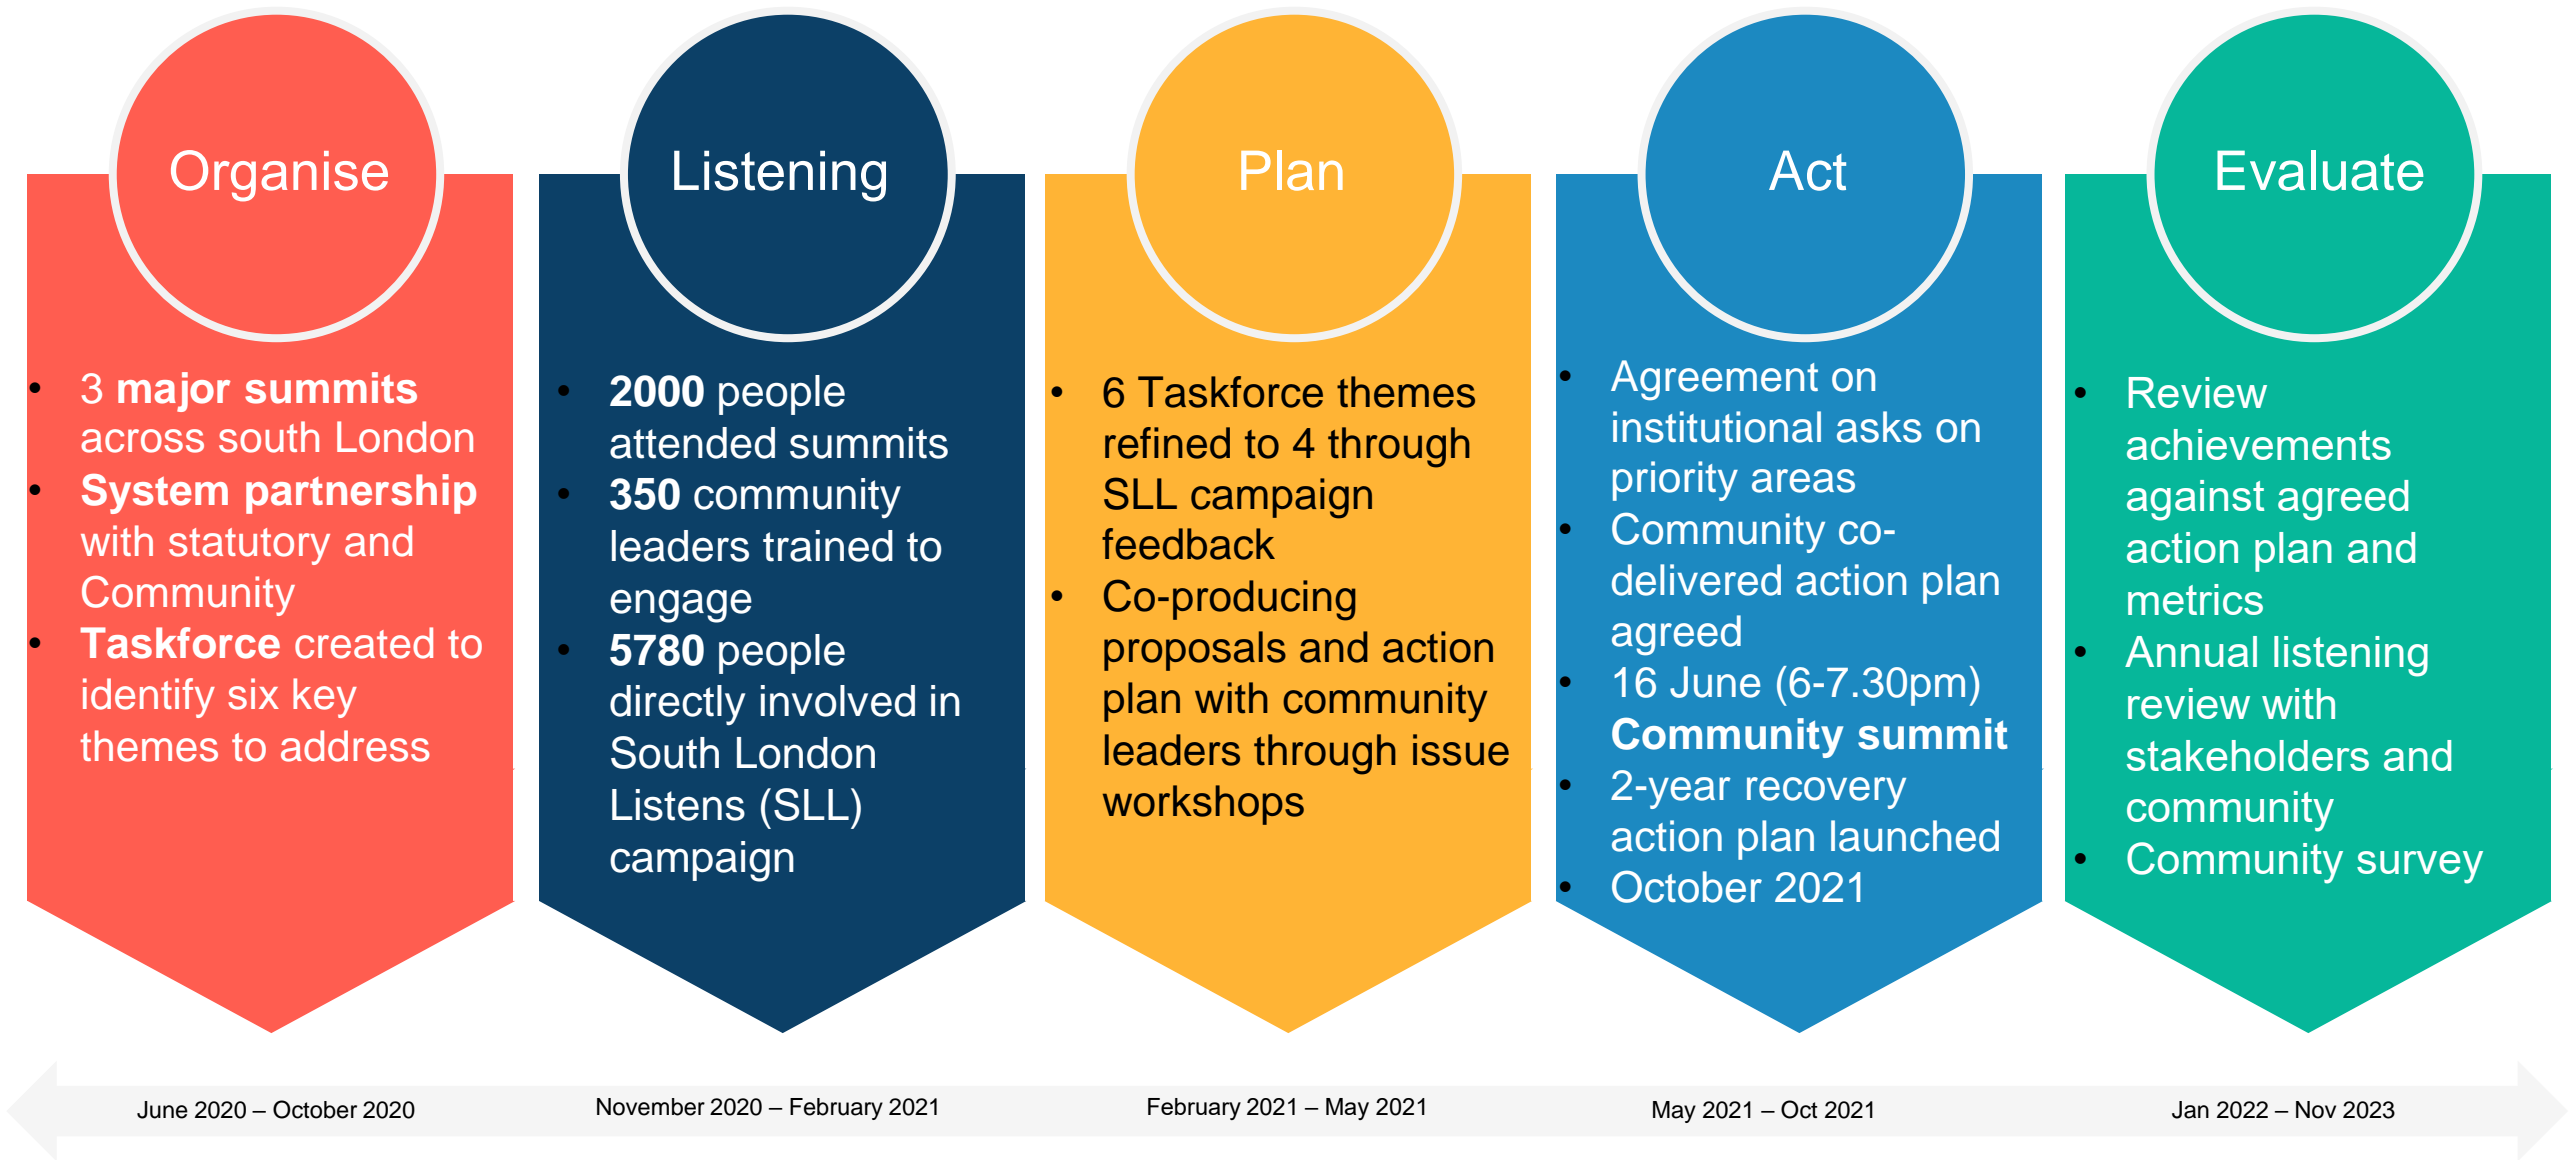 Organise
• 3 major summits
across south London
• System partnership
with statutory and
Community
• Taskforce created to
identify six key
themes to address
Listening
• 2000 people
attended summits
• 350 community
leaders trained to
engage
• 5780 people
directly involved in
South London
Listens (SLL)
campaign
Plan
• 6 Taskforce themes
refined to 4 through
SLL campaign
feedback
• Co-producing
proposals and action
plan with community
leaders through issue
workshops
Act
• Agreement on
institutional asks on
priority areas
• Community co-
delivered action plan
agreed
• 16 June (6-7.30pm)
Community summit
• 2-year recovery
action plan launched
• October 2021
Evaluate
• Review
achievements
against agreed
action plan and
metrics
• Annual listening
review with
stakeholders and
community
• Community survey
June 2020 – October 2020
November 2020 – February 2021
February 2021 – May 2021
May 2021 – Oct 2021
Jan 2022 – Nov 2023